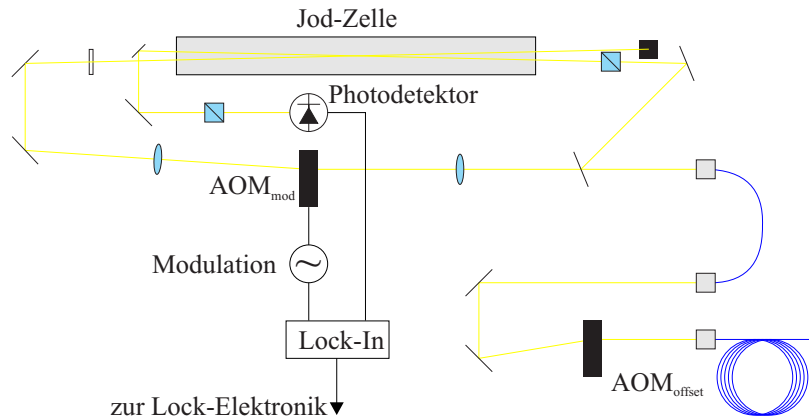 Jod-Zelle
Photodetektor
AOMmod
Modulation
Lock-In
AOMoffset
zur Lock-Elektronik